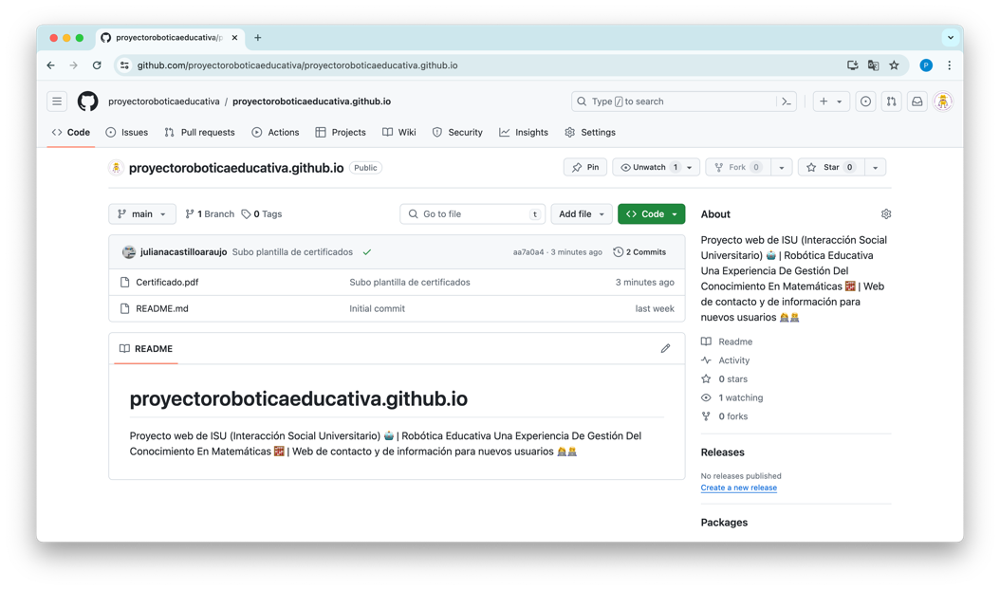 proyectoroboticaeducativa/p
github.com/proyectoroboticaeducativa/proyectoroboticaeducativa.github.io
P
proyectoroboticaeducativa / proyectoroboticaeducativa.github.io
Type / to search
Code Issues Pull requests Actions Projects Wiki Security Insights Settings
proyectoroboticaeducativa.github.io Public
Pin Unwatch 1 Fork 0 Star 0
main 1 Branch 0 Tags Go to file t Add file Code
julianacastilloaraujo Subo plantilla de certificados aa7a0a4 · 3 minutes ago 2 Commits
Certificado.pdf Subo plantilla de certificados 3 minutes ago
README.md Initial commit last week
README
proyectoroboticaeducativa.github.io
Proyecto web de ISU (Interacción Social Universitario) 🤖 | Robótica Educativa Una Experiencia De Gestión Del
Conocimiento En Matemáticas 🧱 | Web de contacto y de información para nuevos usuarios 👩‍💻👨‍💻
About
Proyecto web de ISU (Interacción Social
Universitario) 🤖 | Robótica Educativa
Una Experiencia De Gestión Del
Conocimiento En Matemáticas 🧱 | Web
de contacto y de información para
nuevos usuarios 👩‍💻👨‍💻
Readme
Activity
0 stars
1 watching
0 forks
Releases
No releases published
Create a new release
Packages